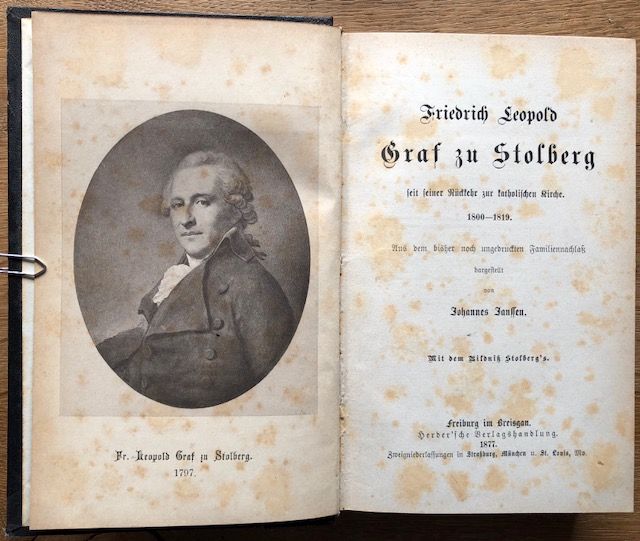 Fr. Leopold Graf zu Stolberg.
1797.
Friedrich Leopold
Graf zu Stolberg
seit seiner Rückkehr zur katholischen Kirche.
1800—1819.
Aus dem bisher noch ungedruckten Familiennachlaß
dargestellt
von
Johannes Janssen.
Mit dem Bildniß Stolberg's.
Freiburg im Breisgau.
Herder'sche Verlagshandlung.
1877.
Zweigniederlassungen in Straßburg, München u. St. Louis, Mo.